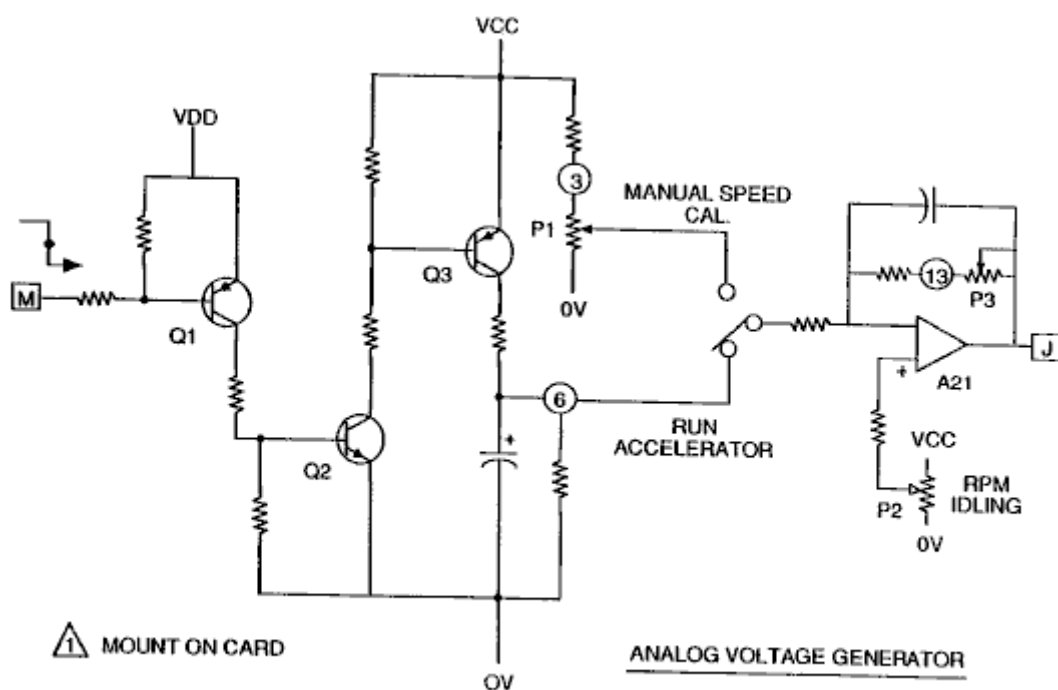 VCC
VDD
3
MANUAL SPEED
CAL.
P1
13
P3
M
Q1
Q3
0V
+
A21
J
6
+
Q2
RUN
ACCELERATOR
VCC
RPM
IDLING
P2
0V
1 MOUNT ON CARD
OV
ANALOG VOLTAGE GENERATOR